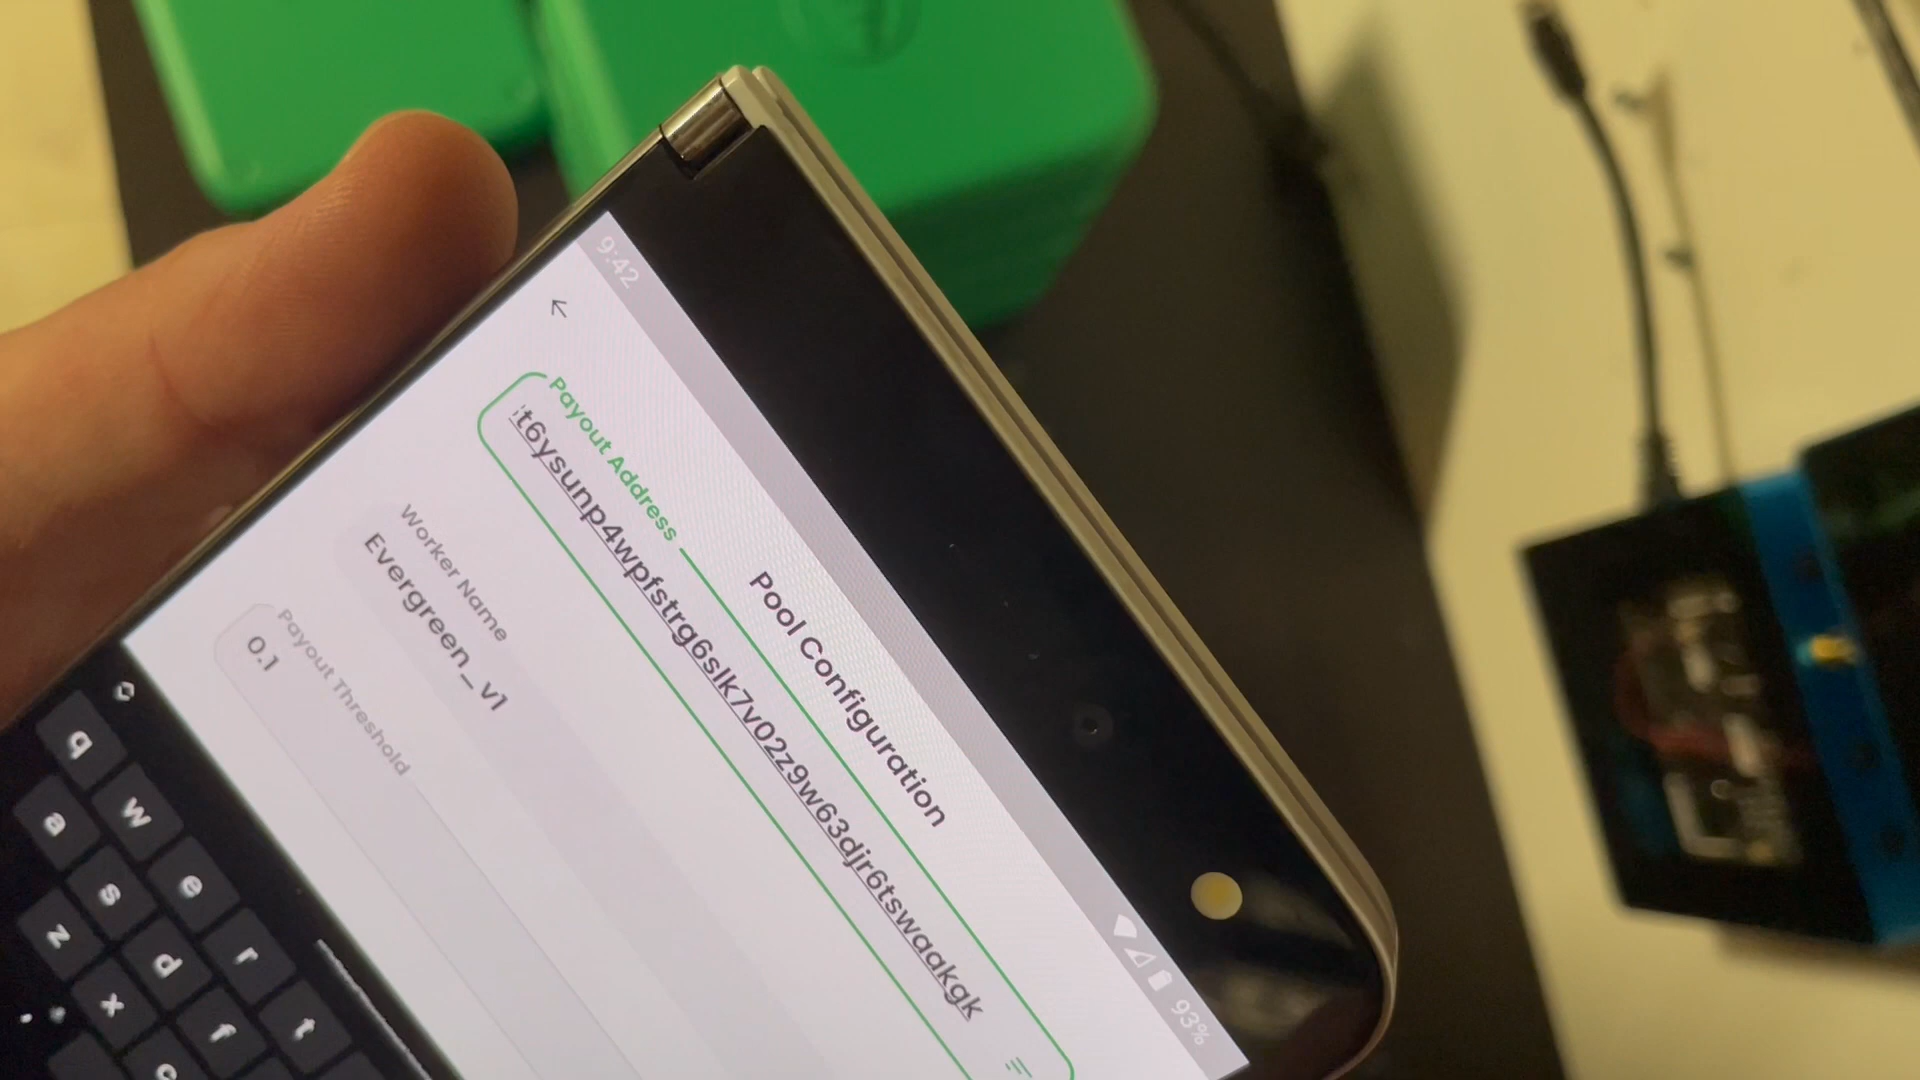 9:42
93%
Pool Configuration
Payout Address
t6ysunp4wpfstrg6slk7v02z9w63djr6tswaakgk
Worker Name
Evergreen_v1
Payout Threshold
0.1
q w e r t
a s d f
z x c